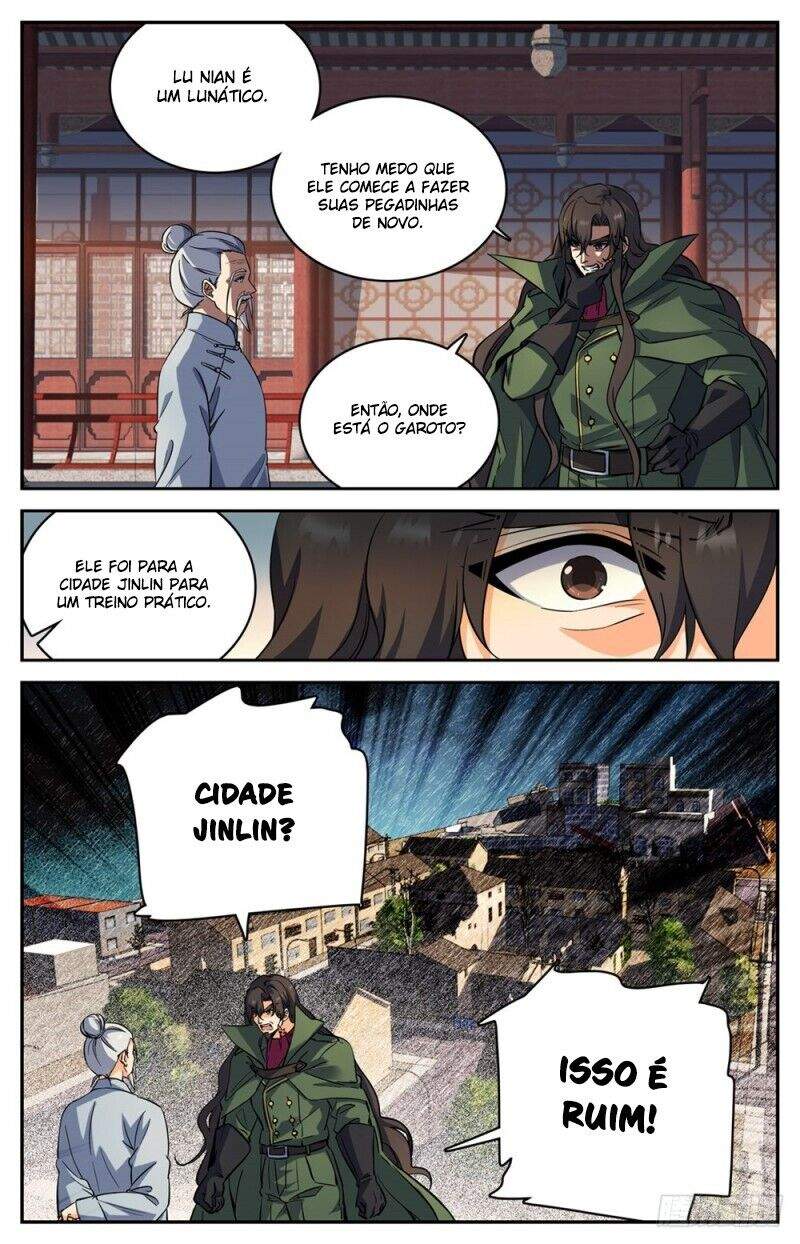 LU NIAN É
UM LUNÁTICO.
TENHO MEDO QUE
ELE COMECE A FAZER
SUAS PEGADINHAS
DE NOVO.
ENTÃO, ONDE
ESTÁ O GAROTO?
ELE FOI PARA A
CIDADE JINLIN PARA
UM TREINO PRÁTICO.
CIDADE
JINLIN?
ISSO É
RUIM!